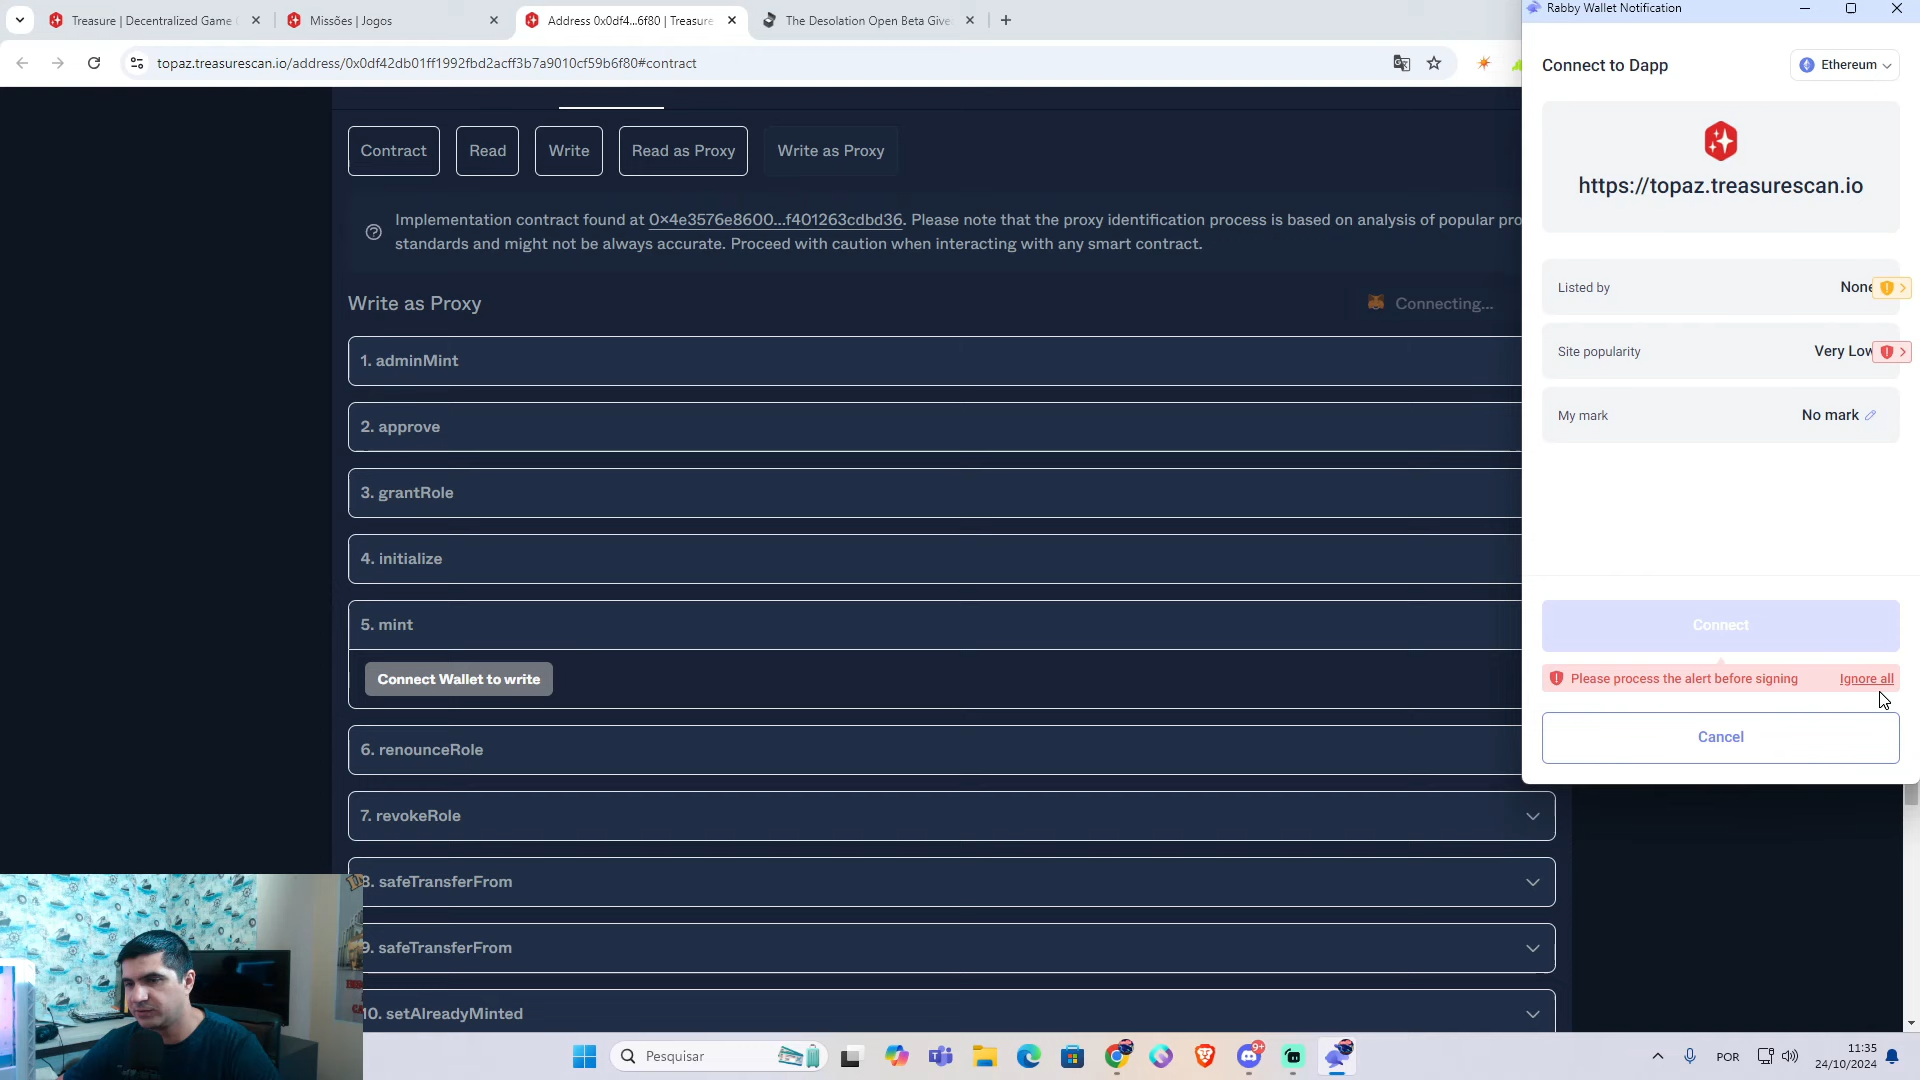 Treasure | Decentralized Game
Missões | Jogos
Address 0x0df4...6f80 | Treasure
The Desolation Open Beta Give
topaz.treasurescan.io/address/0x0df42db01ff1992fbd2acff3b7a9010cf59b6f80#contract
Contract
Read
Write
Read as Proxy
Write as Proxy
Implementation contract found at 0x4e3576e8600...f401263cdbd36. Please note that the proxy identification process is based on analysis of popular pro
standards and might not be always accurate. Proceed with caution when interacting with any smart contract.
Write as Proxy
Connecting...
1. adminMint
2. approve
3. grantRole
4. initialize
5. mint
Connect Wallet to write
6. renounceRole
7. revokeRole
8. safeTransferFrom
9. safeTransferFrom
10. setAlreadyMinted
Rabby Wallet Notification
Connect to Dapp
Ethereum
https://topaz.treasurescan.io
Listed by
None
Site popularity
Very Low
My mark
No mark
Connect
Please process the alert before signing
Ignore all
Cancel
Pesquisar
9+
POR
11:35
24/10/2024